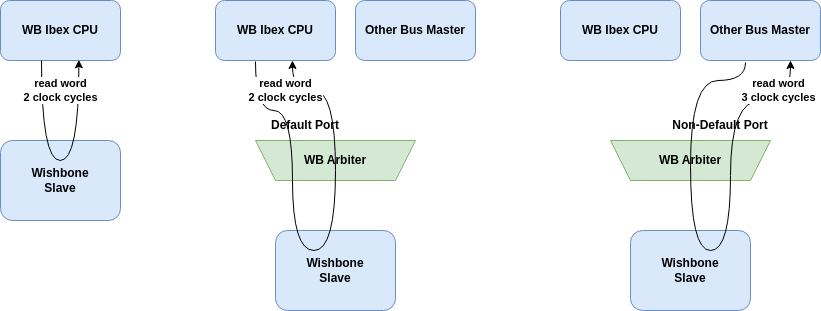 WB Ibex CPU
read word
2 clock cycles
Wishbone
Slave
WB Ibex CPU
Other Bus Master
read word
2 clock cycles
Default Port
WB Arbiter
Wishbone
Slave
WB Ibex CPU
Other Bus Master
read word
3 clock cycles
Non-Default Port
WB Arbiter
Wishbone
Slave